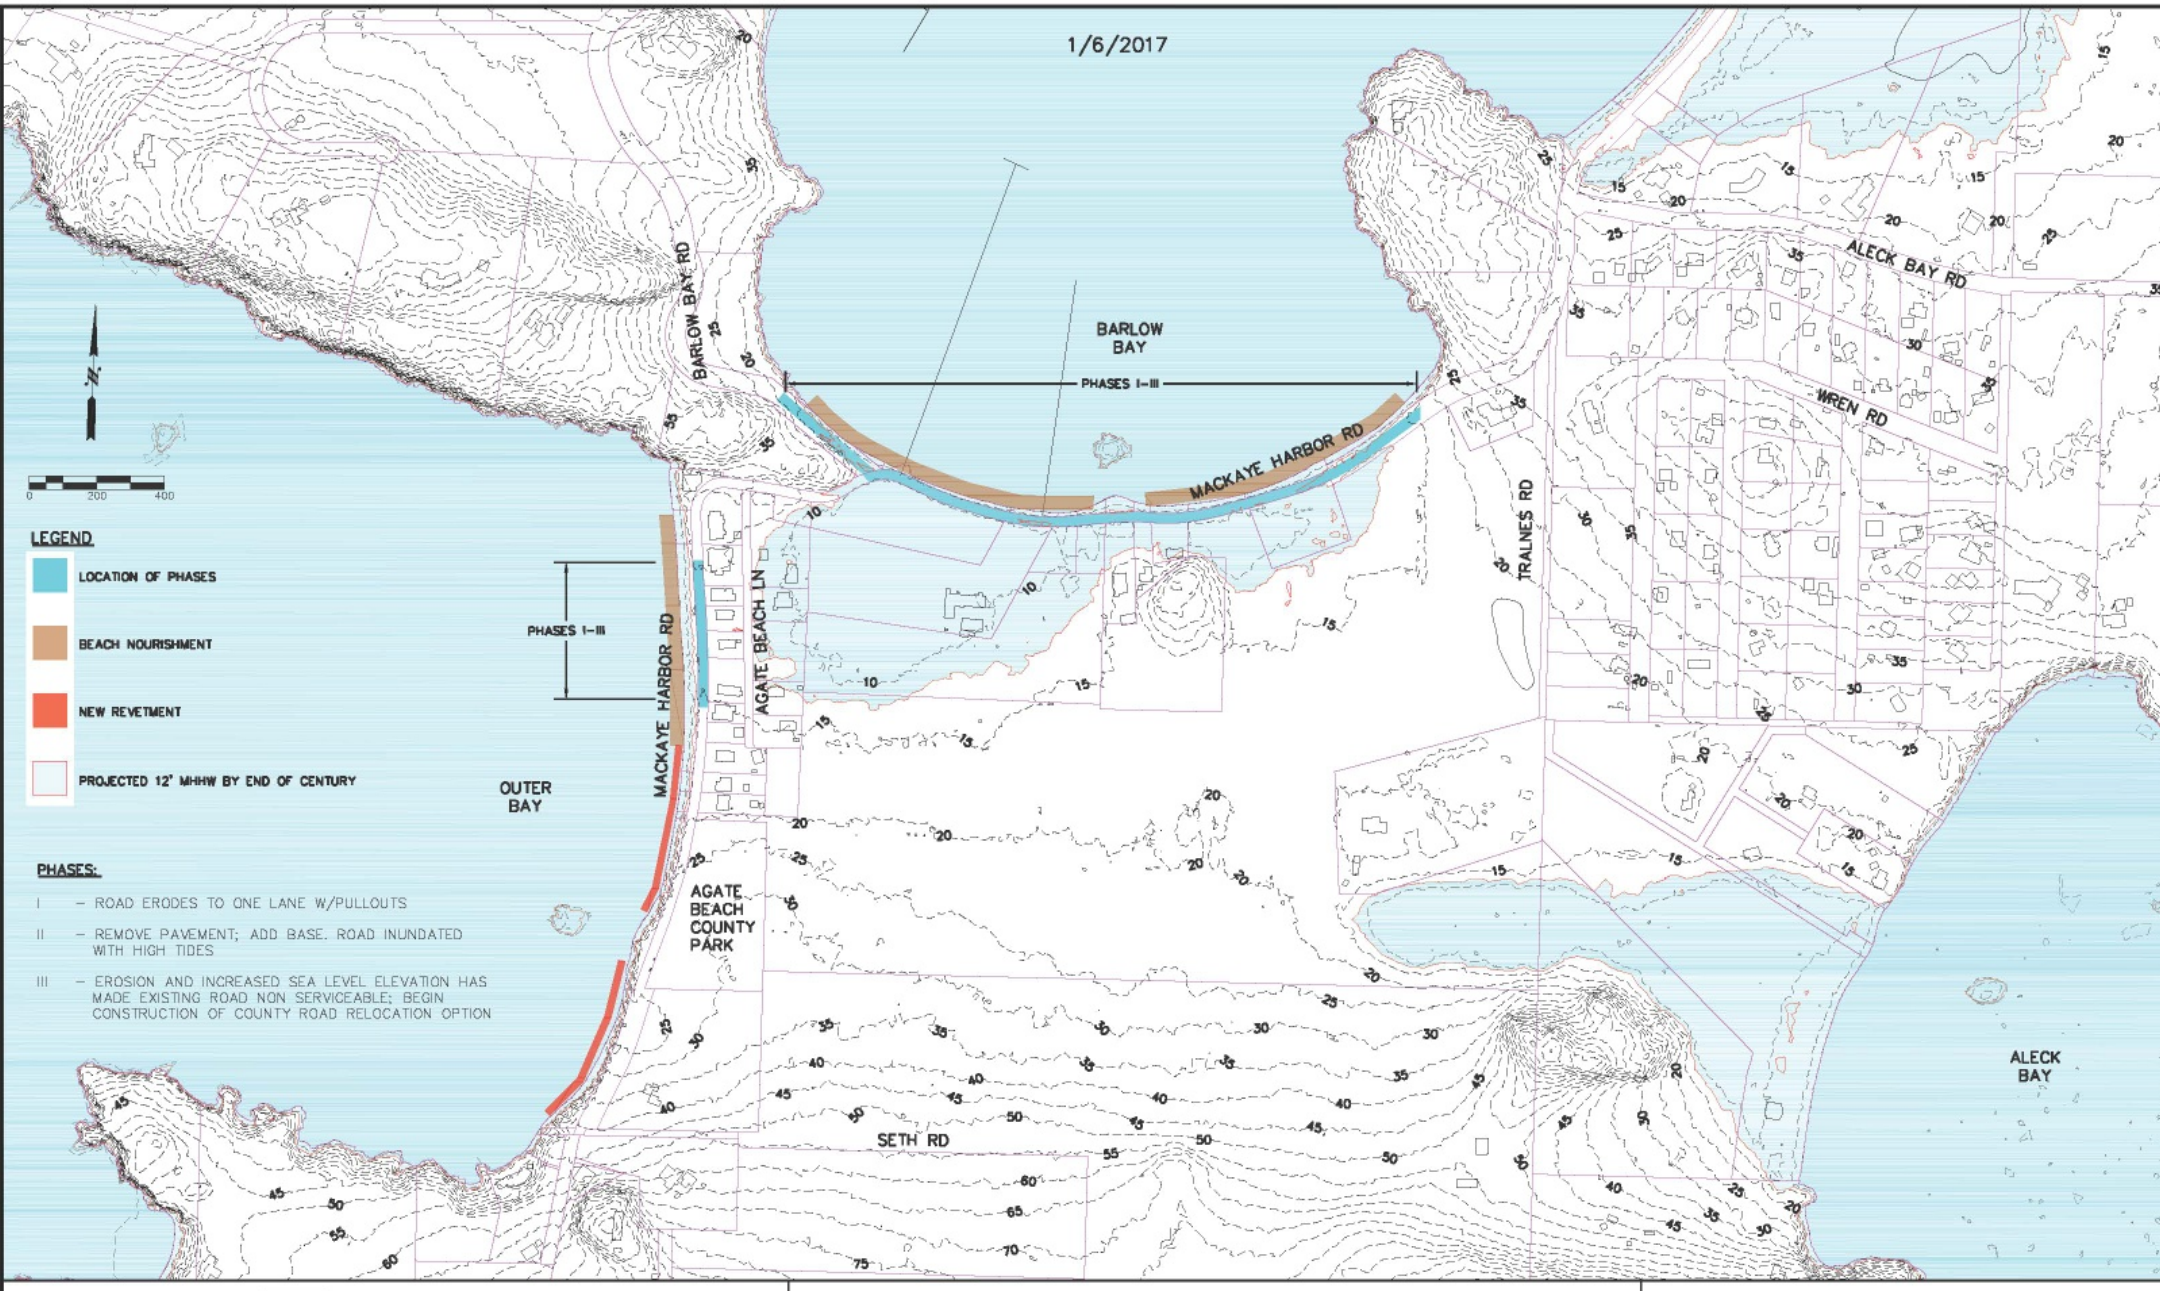 1/6/2017
BARLOW BAY RD
BARLOW
BAY
PHASES I-III
MACKAYE HARBOR RD
ALECK BAY RD
WREN RD
TRALNES RD
N
0 200 400
LEGEND
LOCATION OF PHASES
BEACH NOURISHMENT
NEW REVETMENT
PROJECTED 12' MHHW BY END OF CENTURY
PHASES I-III
MACKAYE HARBOR RD
AGATE BEACH LN
OUTER
BAY
AGATE
BEACH
COUNTY
PARK
PHASES:
I - ROAD ERODES TO ONE LANE W/PULLOUTS
II - REMOVE PAVEMENT; ADD BASE. ROAD INUNDATED
WITH HIGH TIDES
III - EROSION AND INCREASED SEA LEVEL ELEVATION HAS
MADE EXISTING ROAD NON SERVICEABLE; BEGIN
CONSTRUCTION OF COUNTY ROAD RELOCATION OPTION
SETH RD
ALECK
BAY